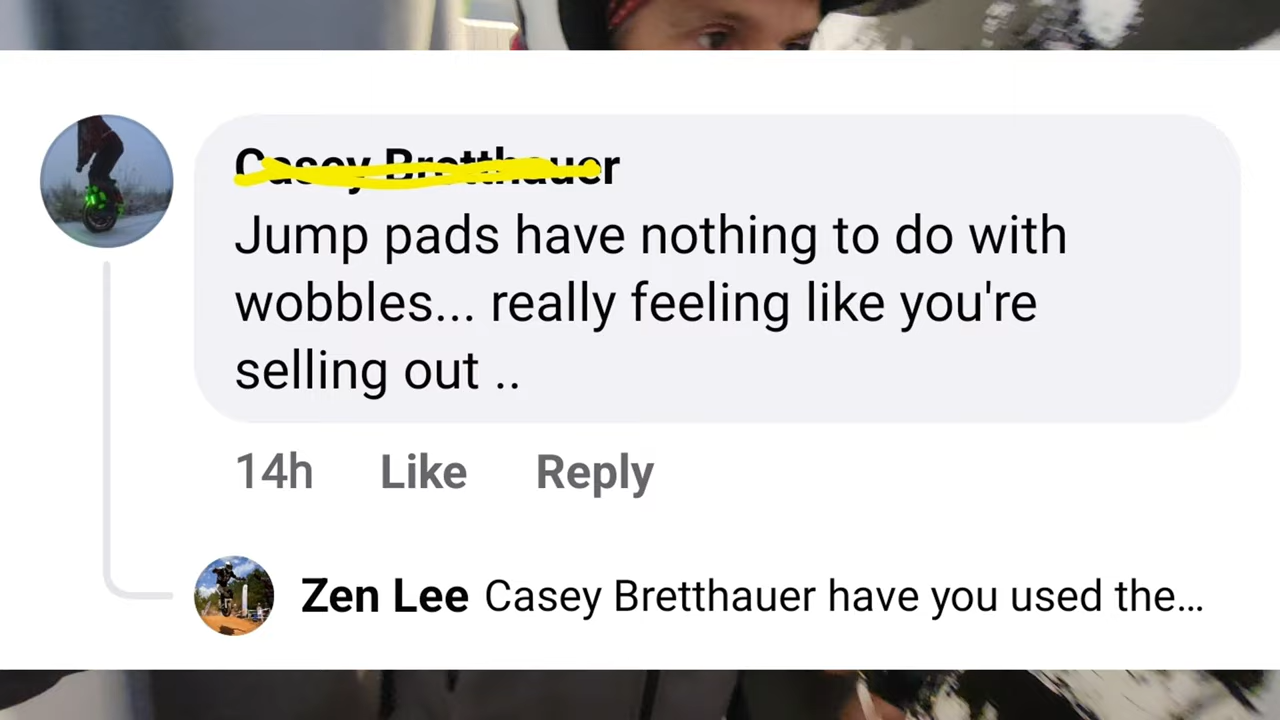 Casey Bretthauer
Jump pads have nothing to do with
wobbles... really feeling like you're
selling out ..
14h Like Reply
Zen Lee Casey Bretthauer have you used the...